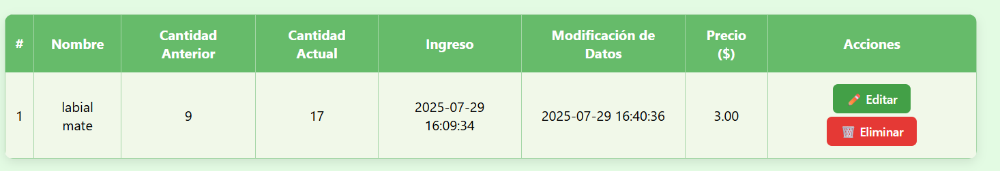 # Nombre Cantidad Anterior Cantidad Actual Ingreso Modificación de Datos Precio ($) Acciones
1 labial mate 9 17 2025-07-29 16:09:34 2025-07-29 16:40:36 3.00 Editar
Eliminar